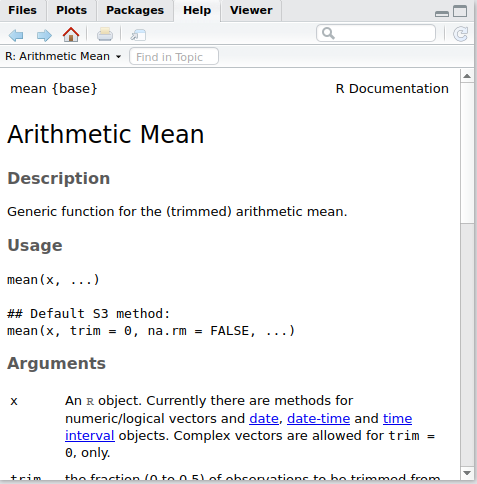 Files Plots Packages Help Viewer
R: Arithmetic Mean Find in Topic
mean {base} R Documentation
Arithmetic Mean
Description
Generic function for the (trimmed) arithmetic mean.
Usage
mean(x, ...)
## Default S3 method:
mean(x, trim = 0, na.rm = FALSE, ...)
Arguments
x An R object. Currently there are methods for
numeric/logical vectors and date, date-time and time
interval objects. Complex vectors are allowed for trim =
0, only.
trim the fraction (0 to 0.5) of observations to be trimmed from